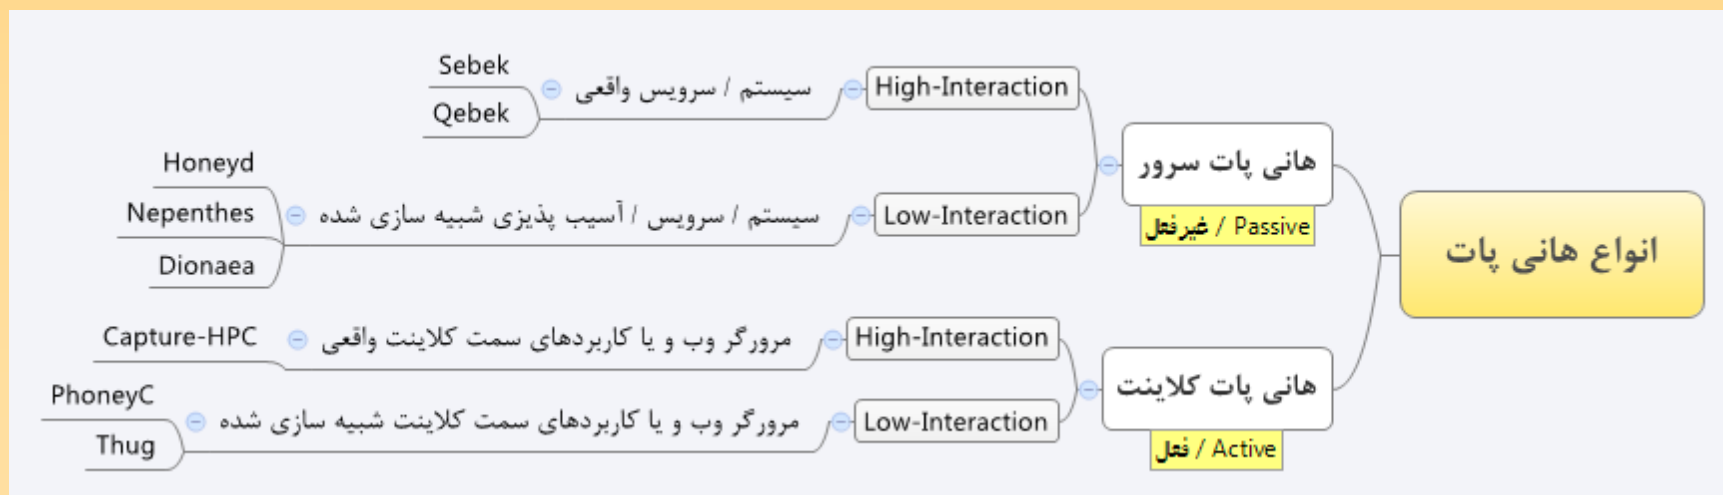 انواع هانی پات
هانی پات سرور
Passive / غیرفعال
High-Interaction
سیستم / سرویس واقعی
Sebek
Qebek
Low-Interaction
سیستم / سرویس / آسیب پذیزی شبیه سازی شده
Honeyd
Nepenthes
Dionaea
هانی پات کلاینت
Active / فعال
High-Interaction
مرورگر وب و یا کاربردهای سمت کلاینت واقعی
Capture-HPC
Low-Interaction
مرورگر وب و یا کاربردهای سمت کلاینت شبیه سازی شده
PhoneyC
Thug